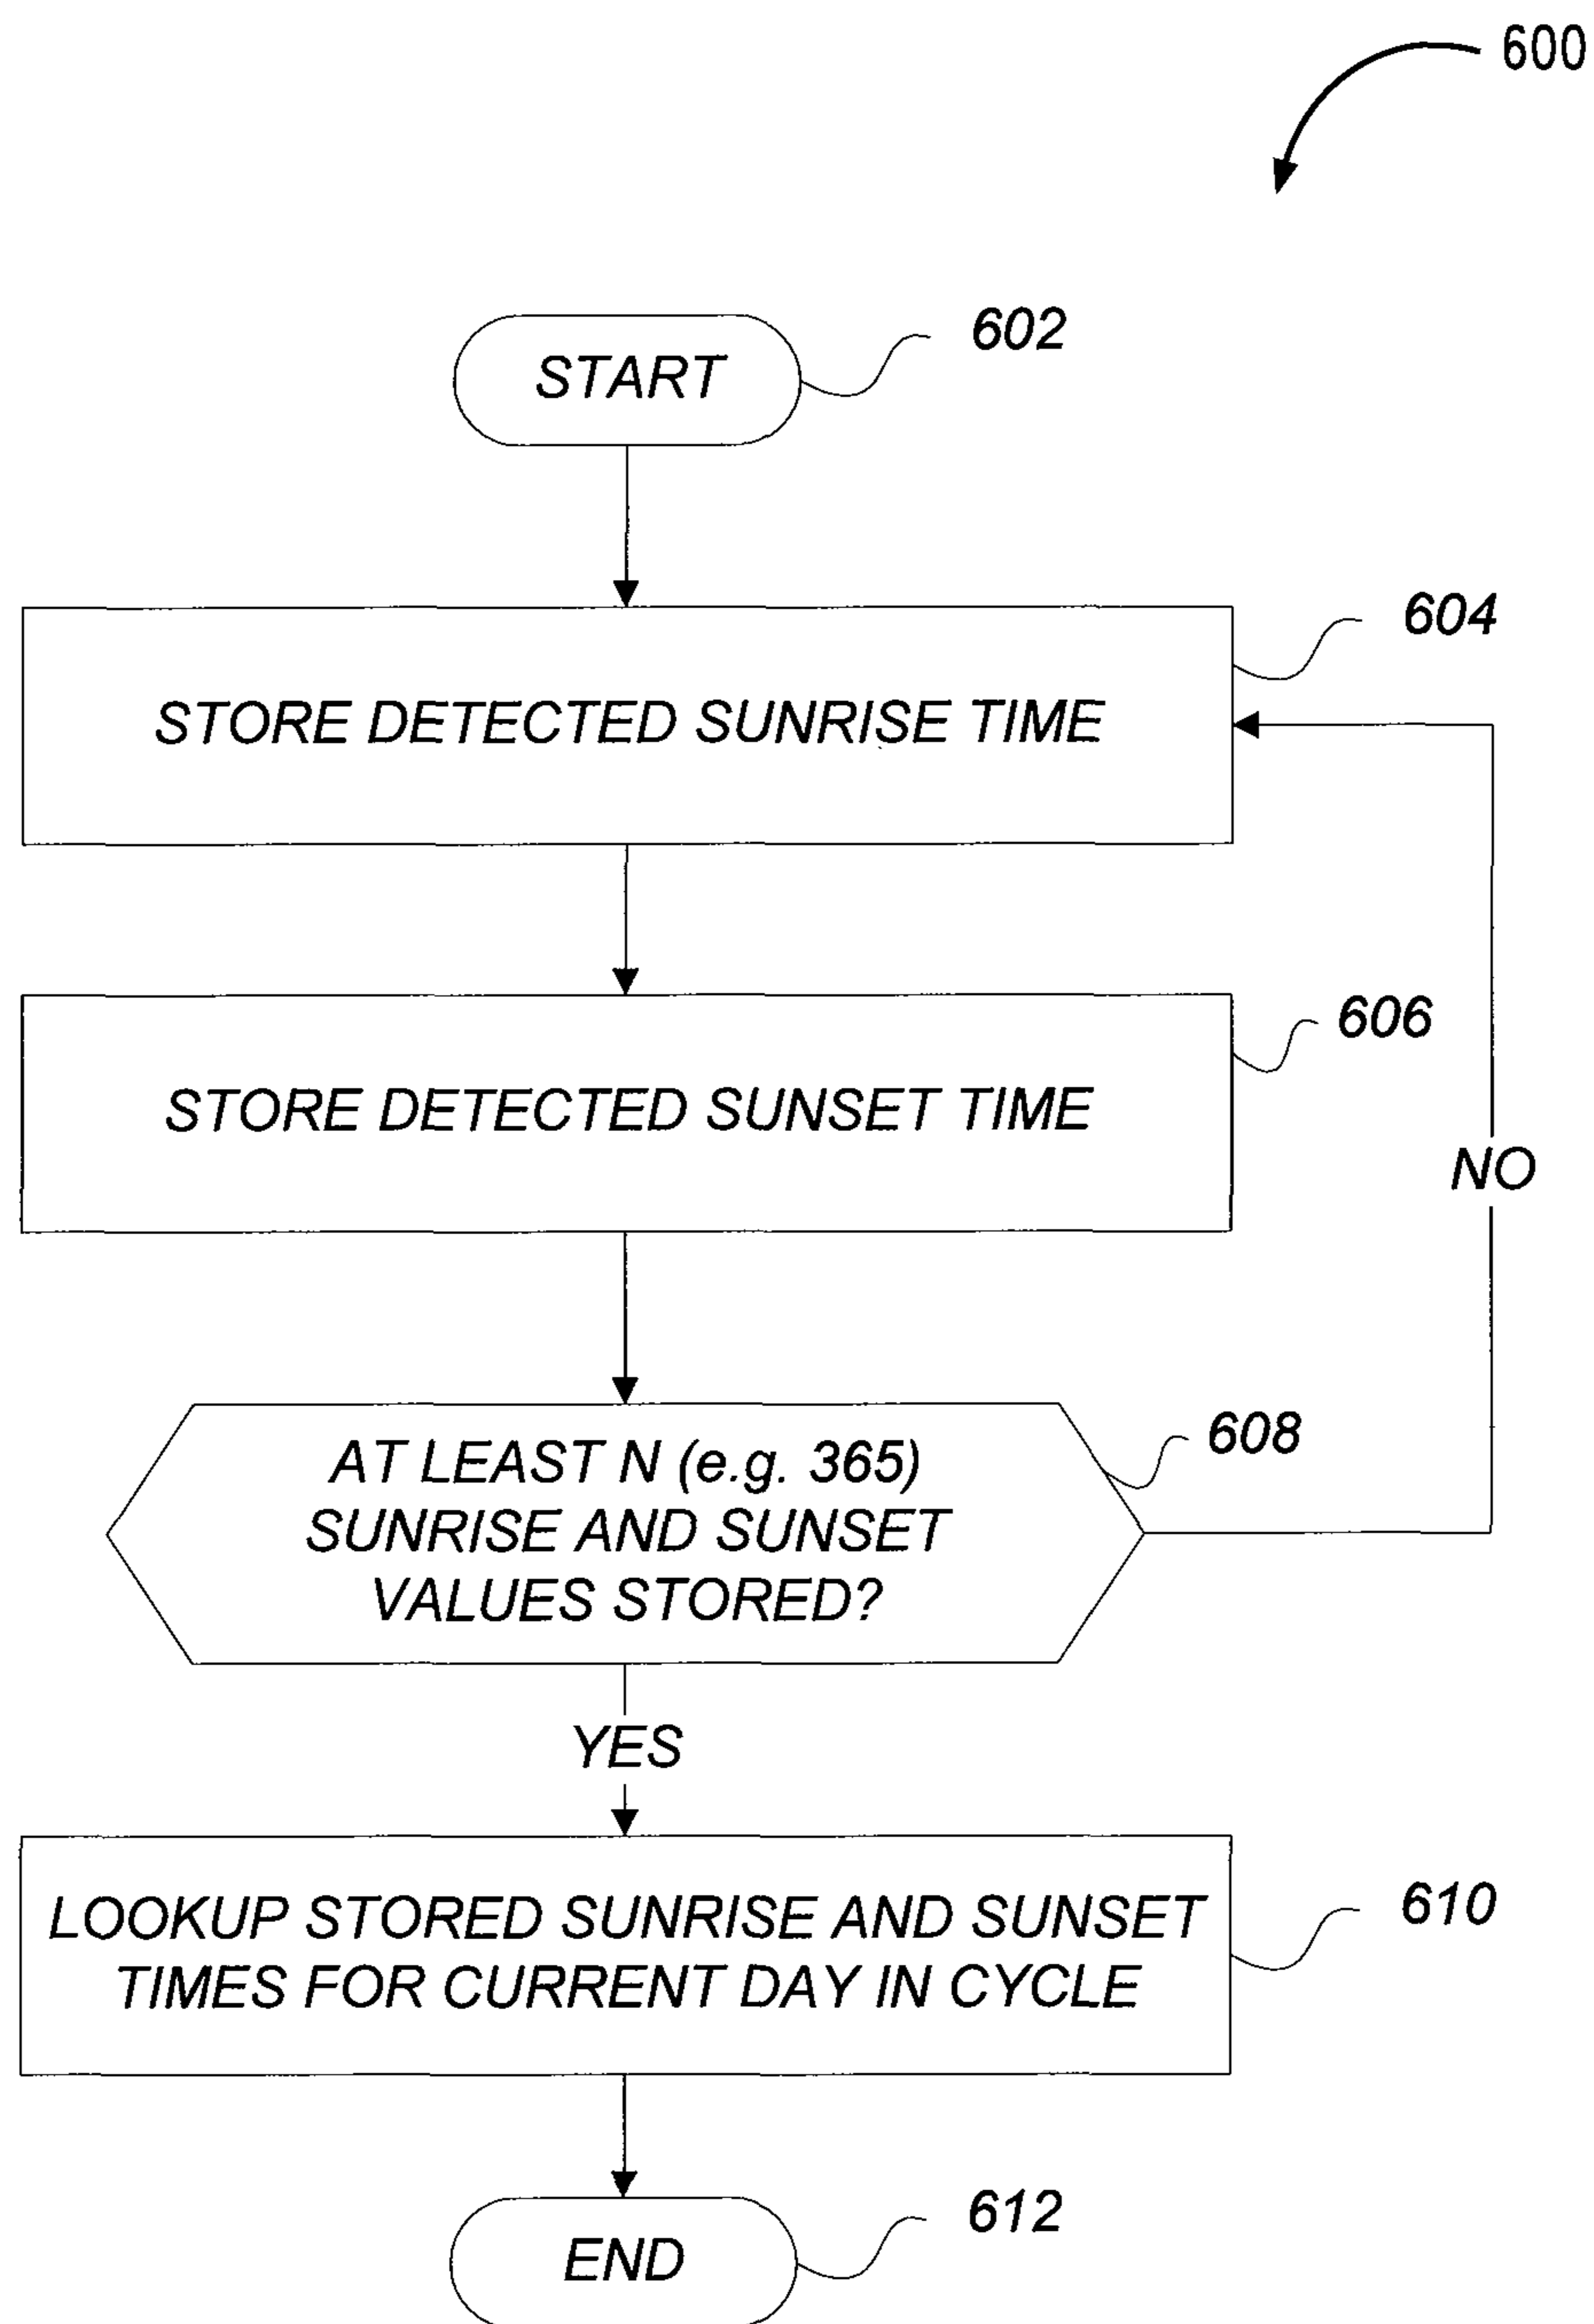 600
602
START
604
STORE DETECTED SUNRISE TIME
606
STORE DETECTED SUNSET TIME
NO
608
AT LEAST N (e.g. 365)
SUNRISE AND SUNSET
VALUES STORED?
YES
LOOKUP STORED SUNRISE AND SUNSET
TIMES FOR CURRENT DAY IN CYCLE
610
612
END